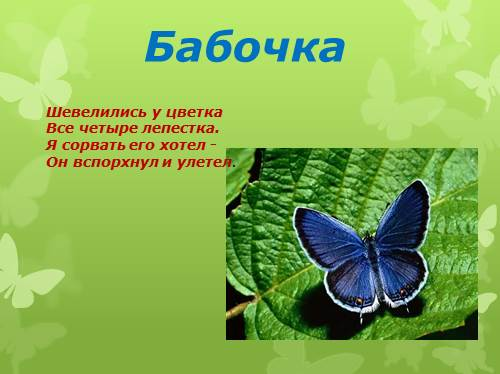 Бабочка
Шевелились у цветка
Все четыре лепестка.
Я сорвать его хотел -
Он вспорхнул и улетел.